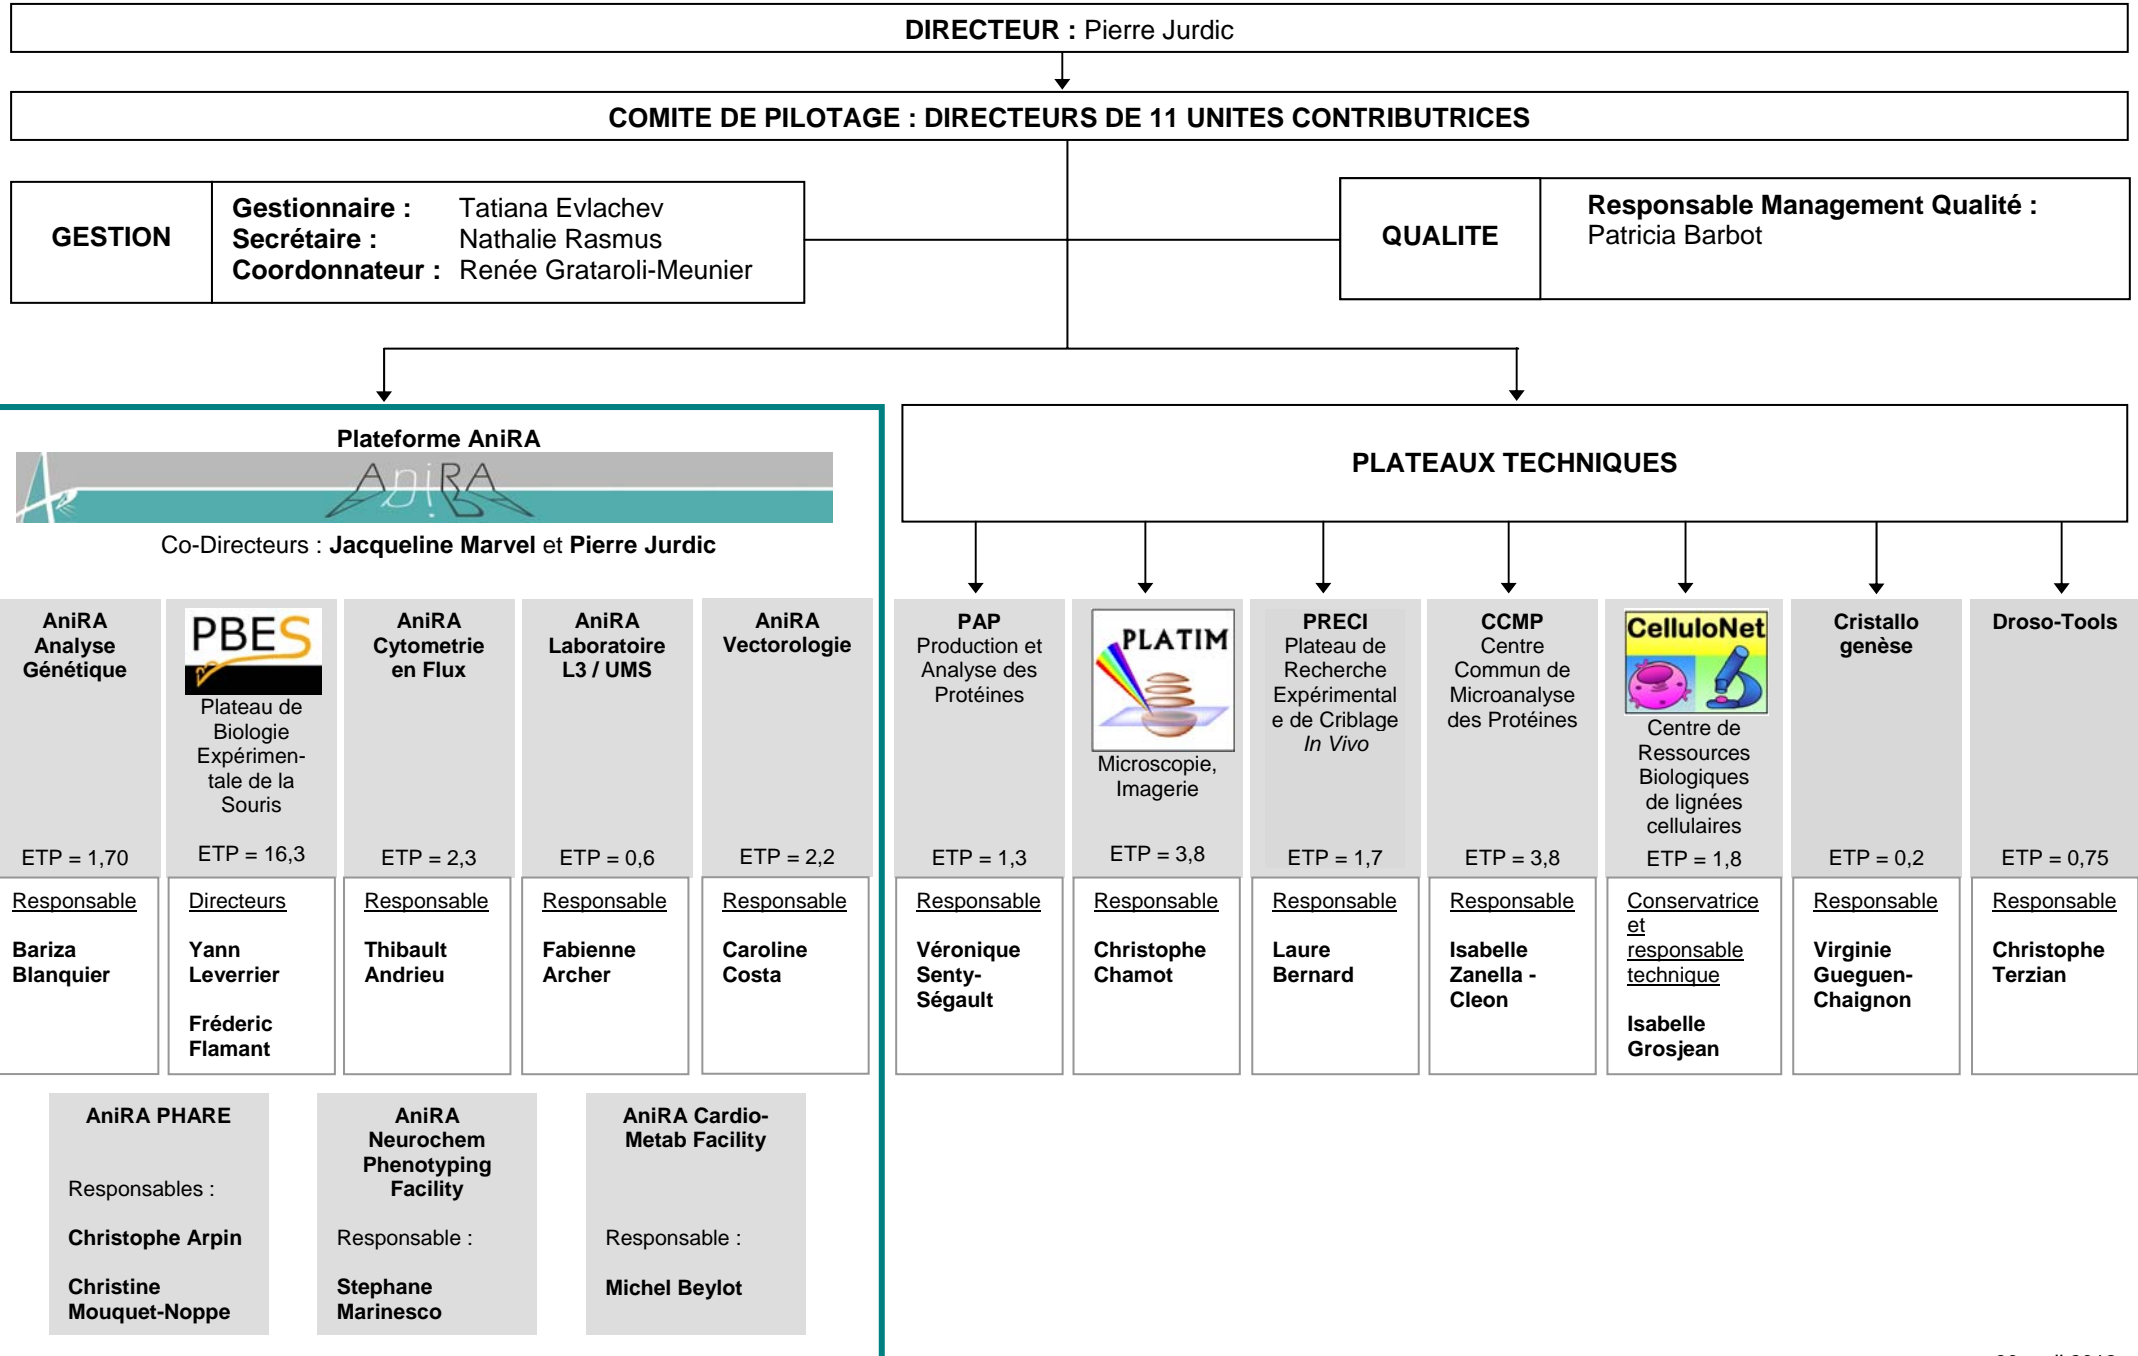 DIRECTEUR : Pierre Jurdic
COMITE DE PILOTAGE : DIRECTEURS DE 11 UNITES CONTRIBUTRICES
GESTION
Gestionnaire : Tatiana Evlachev
Secrétaire : Nathalie Rasmus
Coordonnateur : Renée Grataroli-Meunier
QUALITE
Responsable Management Qualité :
Patricia Barbot
Plateforme AniRA
AniRA
Co-Directeurs : Jacqueline Marvel et Pierre Jurdic
PLATEAUX TECHNIQUES
AniRA
Analyse
Génétique
ETP = 1,70
Responsable
Bariza
Blanquier
PBES
Plateau de
Biologie
Expérimen-
tale de la
Souris
ETP = 16,3
Directeurs
Yann
Leverrier
Fréderic
Flamant
AniRA
Cytometrie
en Flux
ETP = 2,3
Responsable
Thibault
Andrieu
AniRA
Laboratoire
L3 / UMS
ETP = 0,6
Responsable
Fabienne
Archer
AniRA
Vectorologie
ETP = 2,2
Responsable
Caroline
Costa
PAP
Production et
Analyse des
Protéines
ETP = 1,3
Responsable
Véronique
Senty-
Ségault
PLATIM
Microscopie,
Imagerie
ETP = 3,8
Responsable
Christophe
Chamot
PRECI
Plateau de
Recherche
Expérimental
e de Criblage
In Vivo
ETP = 1,7
Responsable
Laure
Bernard
CCMP
Centre
Commun de
Microanalyse
des Protéines
ETP = 3,8
Responsable
Isabelle
Zanella -
Cleon
CelluloNet
Centre de
Ressources
Biologiques
de lignées
cellulaires
ETP = 1,8
Conservatrice
et
responsable
technique
Isabelle
Grosjean
Cristallo
genèse
ETP = 0,2
Responsable
Virginie
Gueguen-
Chaignon
Droso-Tools
ETP = 0,75
Responsable
Christophe
Terzian
AniRA PHARE
Responsables :
Christophe Arpin
Christine
Mouquet-Noppe
AniRA
Neurochem
Phenotyping
Facility
Responsable :
Stephane
Marinesco
AniRA Cardio-
Metab Facility
Responsable :
Michel Beylot